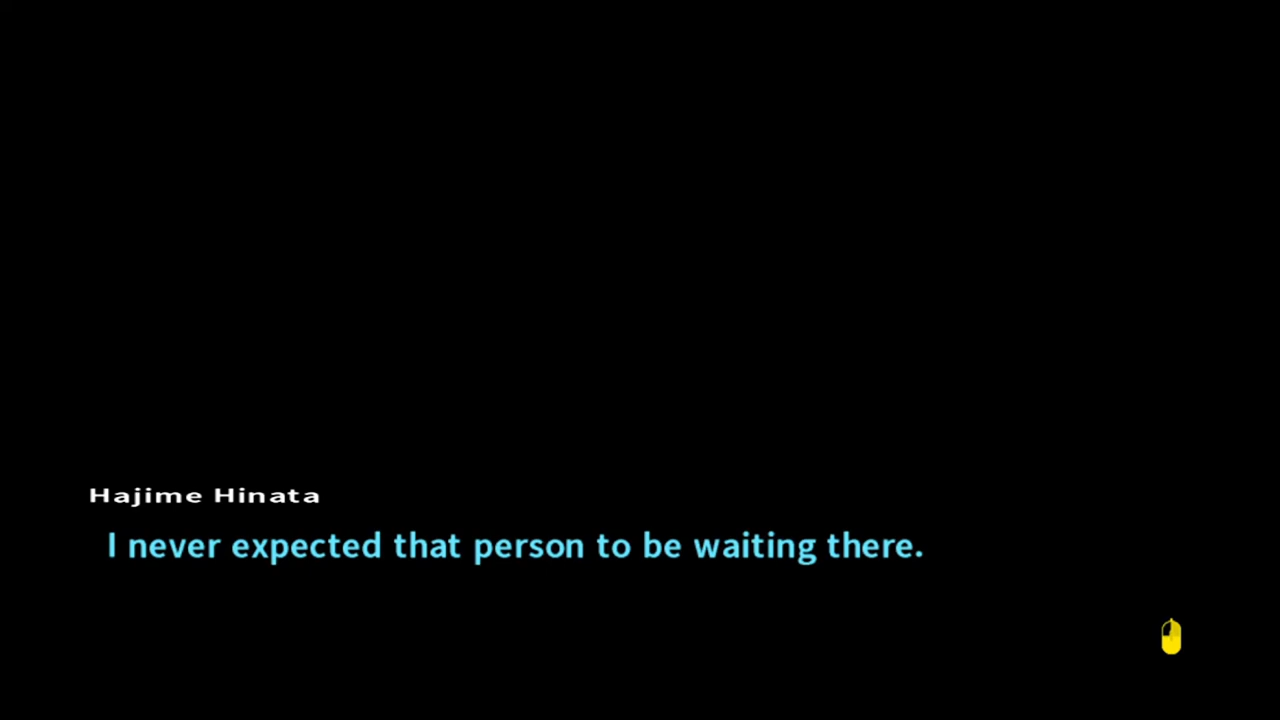 Hajime Hinata
I never expected that person to be waiting there.